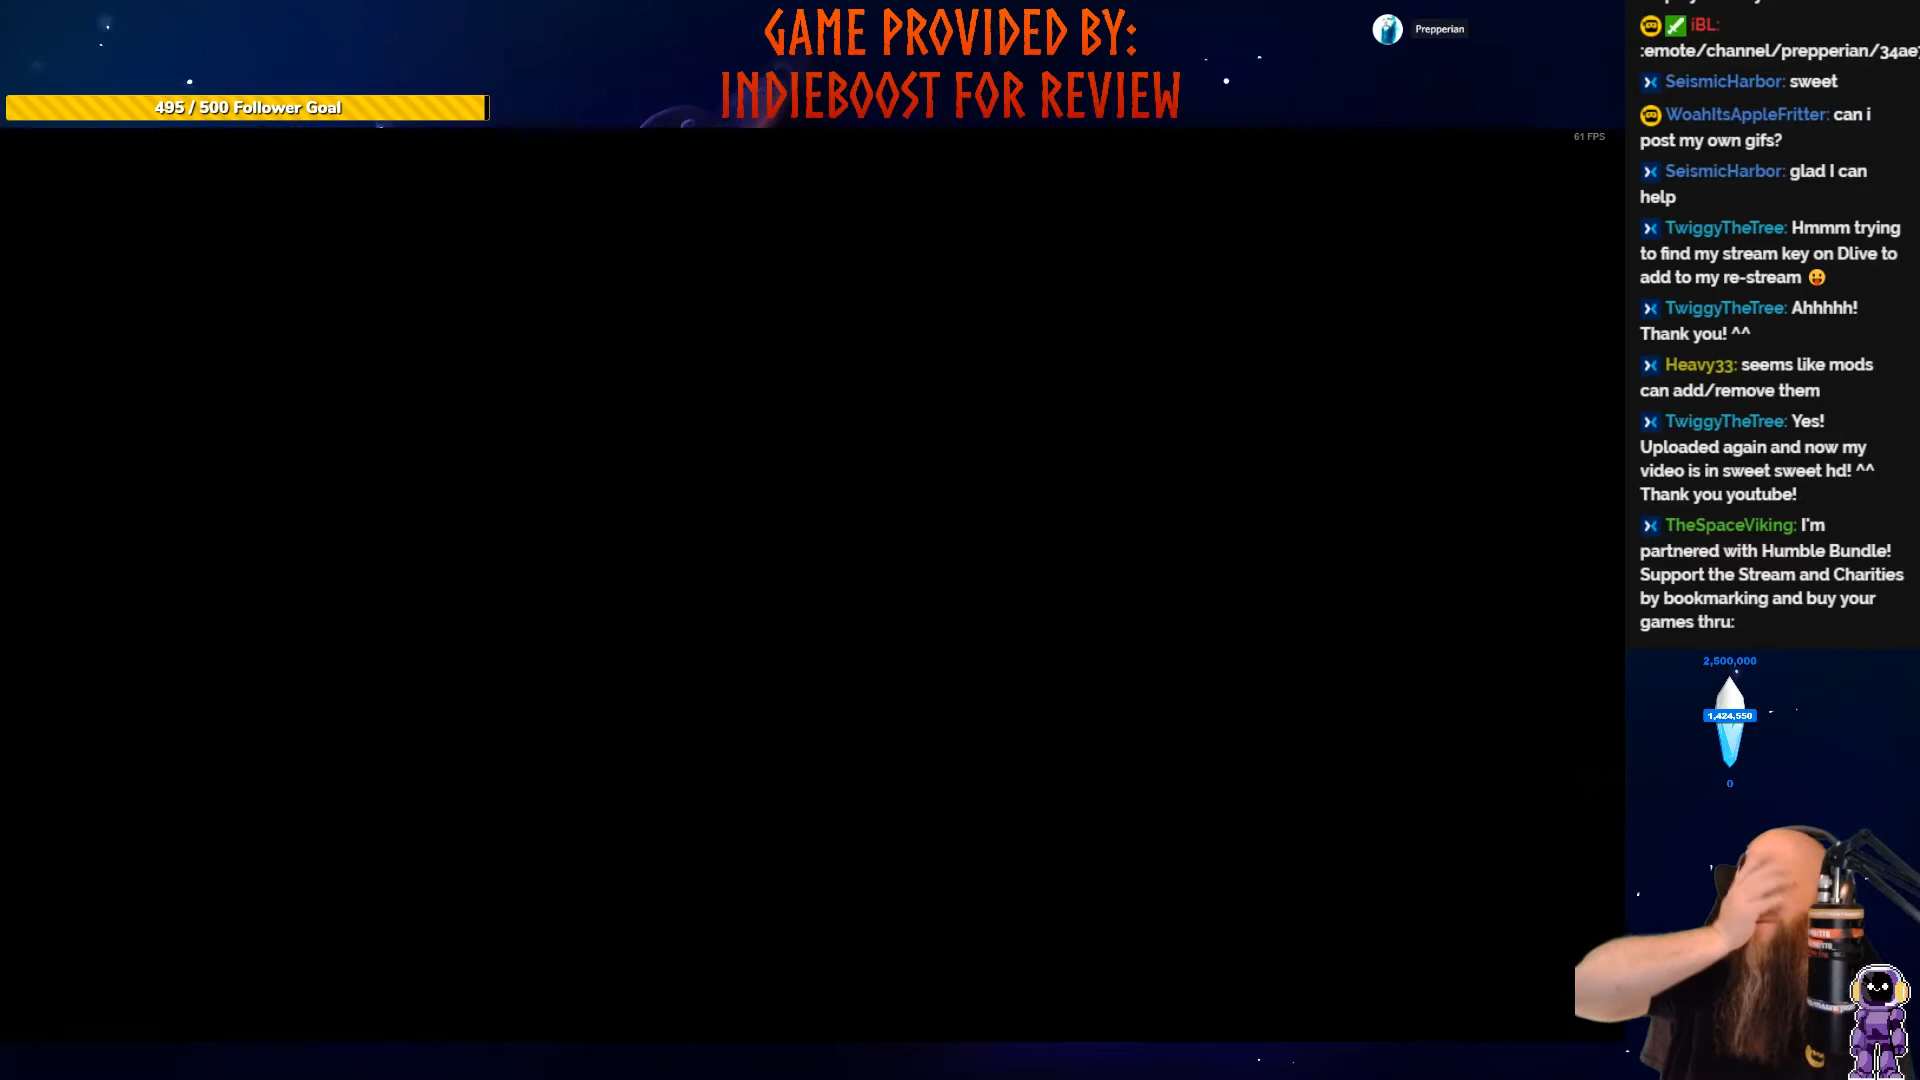 GAME PROVIDED BY:
INDIEBOOST FOR REVIEW
Prepperian
495 / 500 Follower Goal
61 FPS
iBL:
:emote/channel/prepperian/34ae
SeismicHarbor: sweet
WoahItsAppleFritter: can i
post my own gifs?
SeismicHarbor: glad I can
help
TwiggyTheTree: Hmmm trying
to find my stream key on Dlive to
add to my re-stream 😛
TwiggyTheTree: Ahhhhh!
Thank you! ^^
Heavy33: seems like mods
can add/remove them
TwiggyTheTree: Yes!
Uploaded again and now my
video is in sweet sweet hd! ^^
Thank you youtube!
TheSpaceViking: I'm
partnered with Humble Bundle!
Support the Stream and Charities
by bookmarking and buy your
games thru:
2,500,000
1,424,550
0